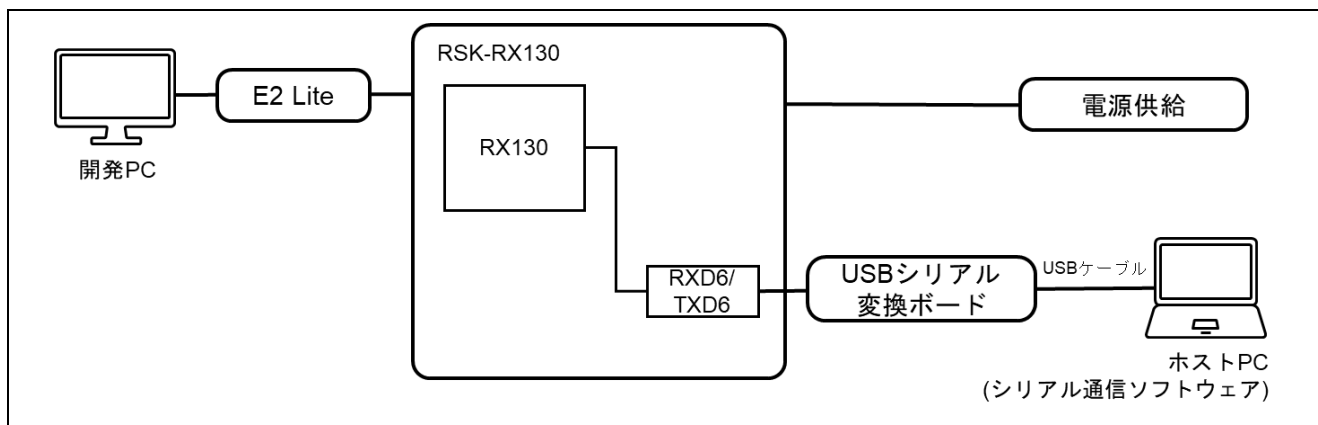 RSK-RX130
E2 Lite
開発PC
RX130
電源供給
RXD6/
TXD6
USBシリアル
変換ボード
USBケーブル
ホストPC
(シリアル通信ソフトウェア)